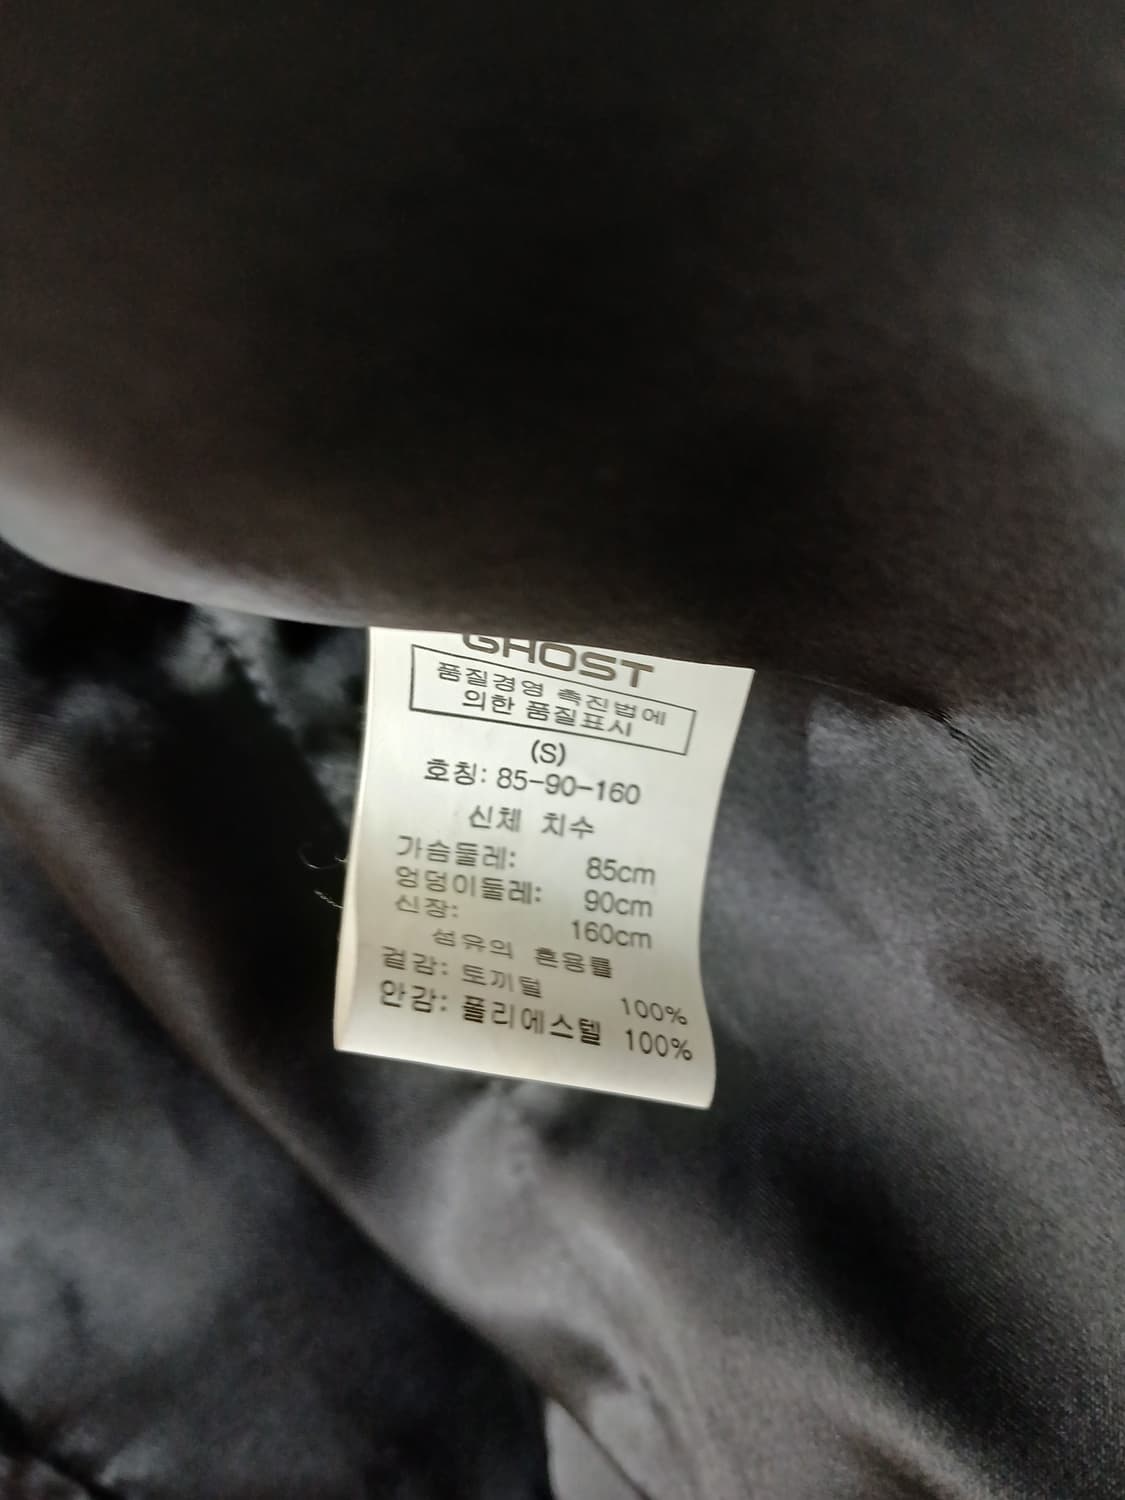 GHOST
품질경영 촉진법에
의한 품질표시
(S)
호칭: 85-90-160
신체 치수
가슴둘레: 85cm
엉덩이둘레: 90cm
신장: 160cm
섬유의 혼용률
겉감: 토끼털 100%
안감: 폴리에스텔 100%